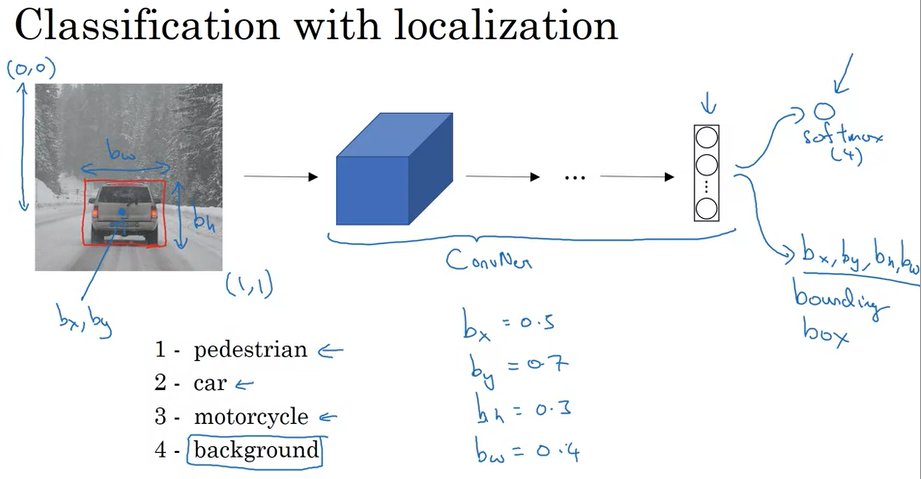 Classification with localization
(0,0)
bw
bh
(1,1)
bx, by
...
ConvNet
softmax
(4)
bx, by, bh, bw
bounding
box
1 - pedestrian
2 - car
3 - motorcycle
4 - background
bx = 0.5
by = 0.7
bh = 0.3
bw = 0.4